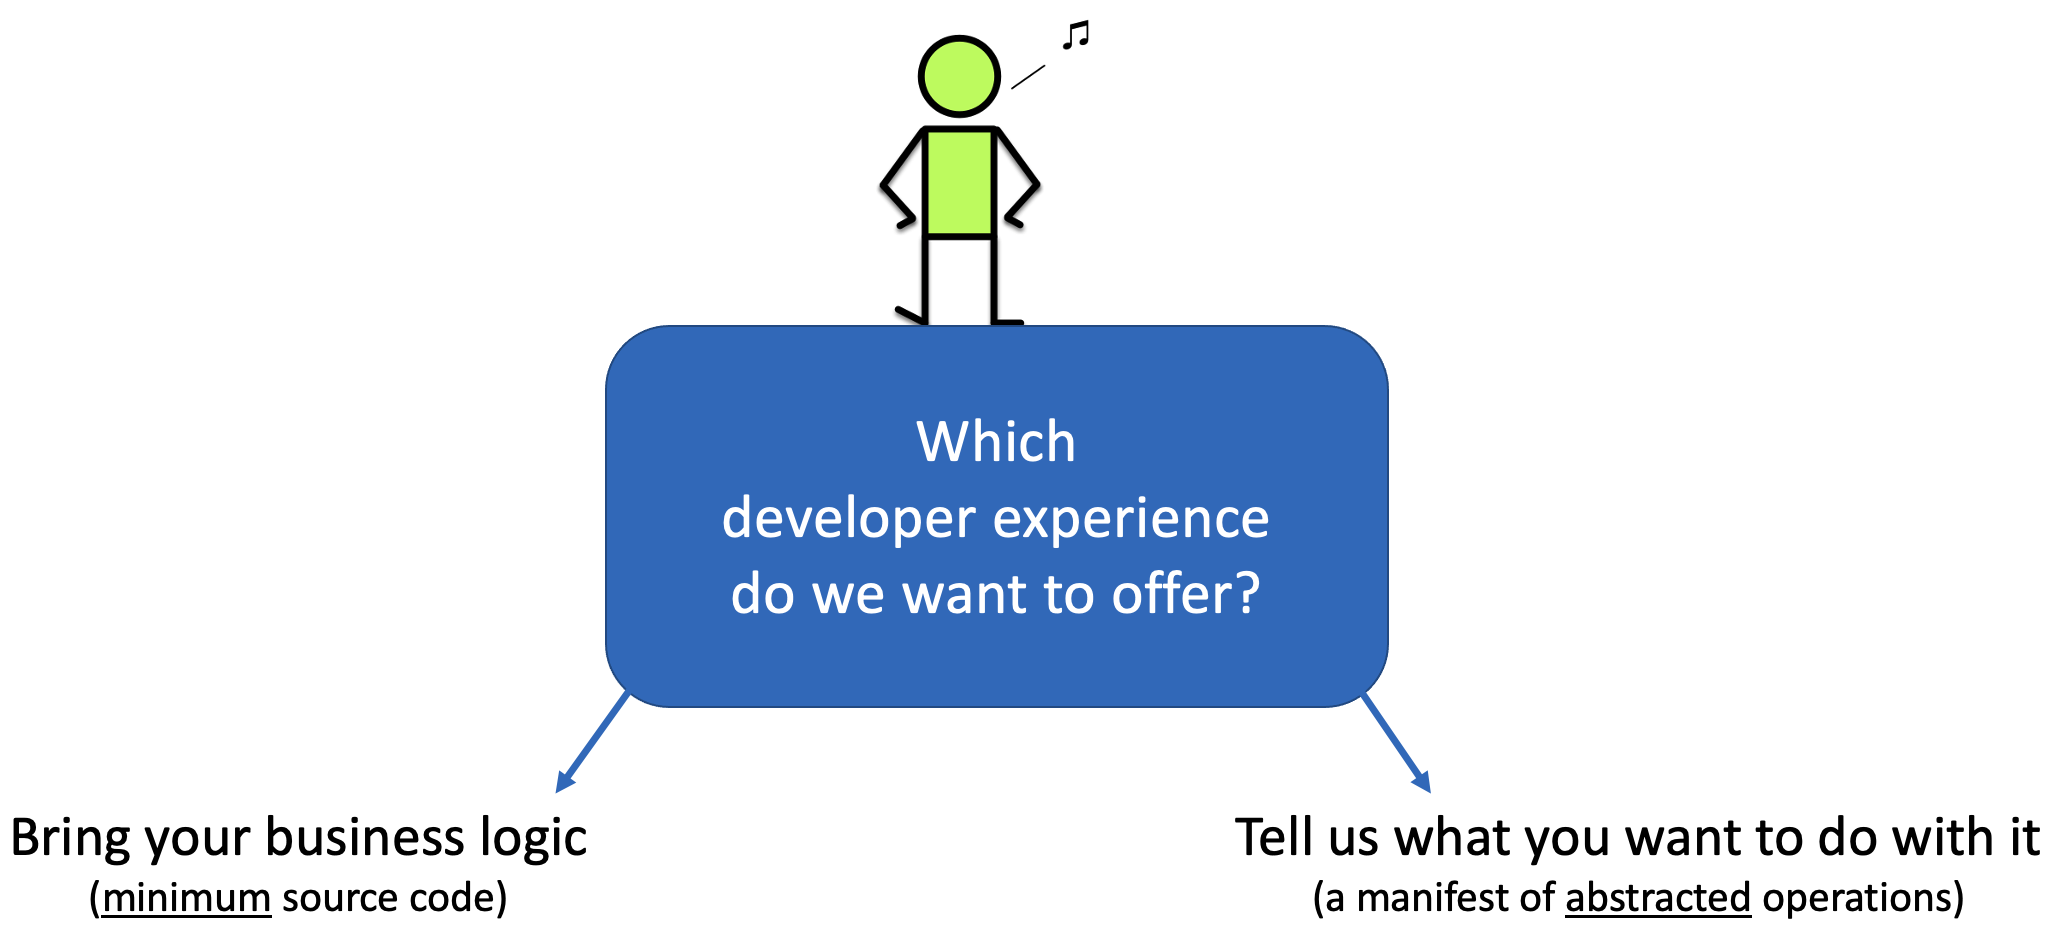 ♫
Which
developer experience
do we want to offer?
Bring your business logic
(minimum source code)
Tell us what you want to do with it
(a manifest of abstracted operations)